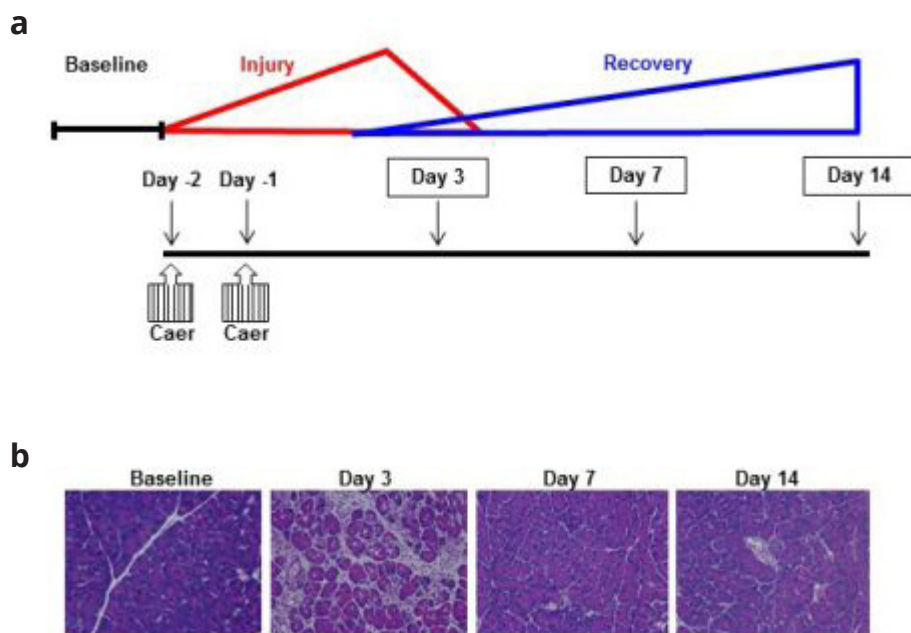 a
Baseline Injury Recovery
Day -2 Day -1 Day 3 Day 7 Day 14
Caer Caer
b
Baseline Day 3 Day 7 Day 14